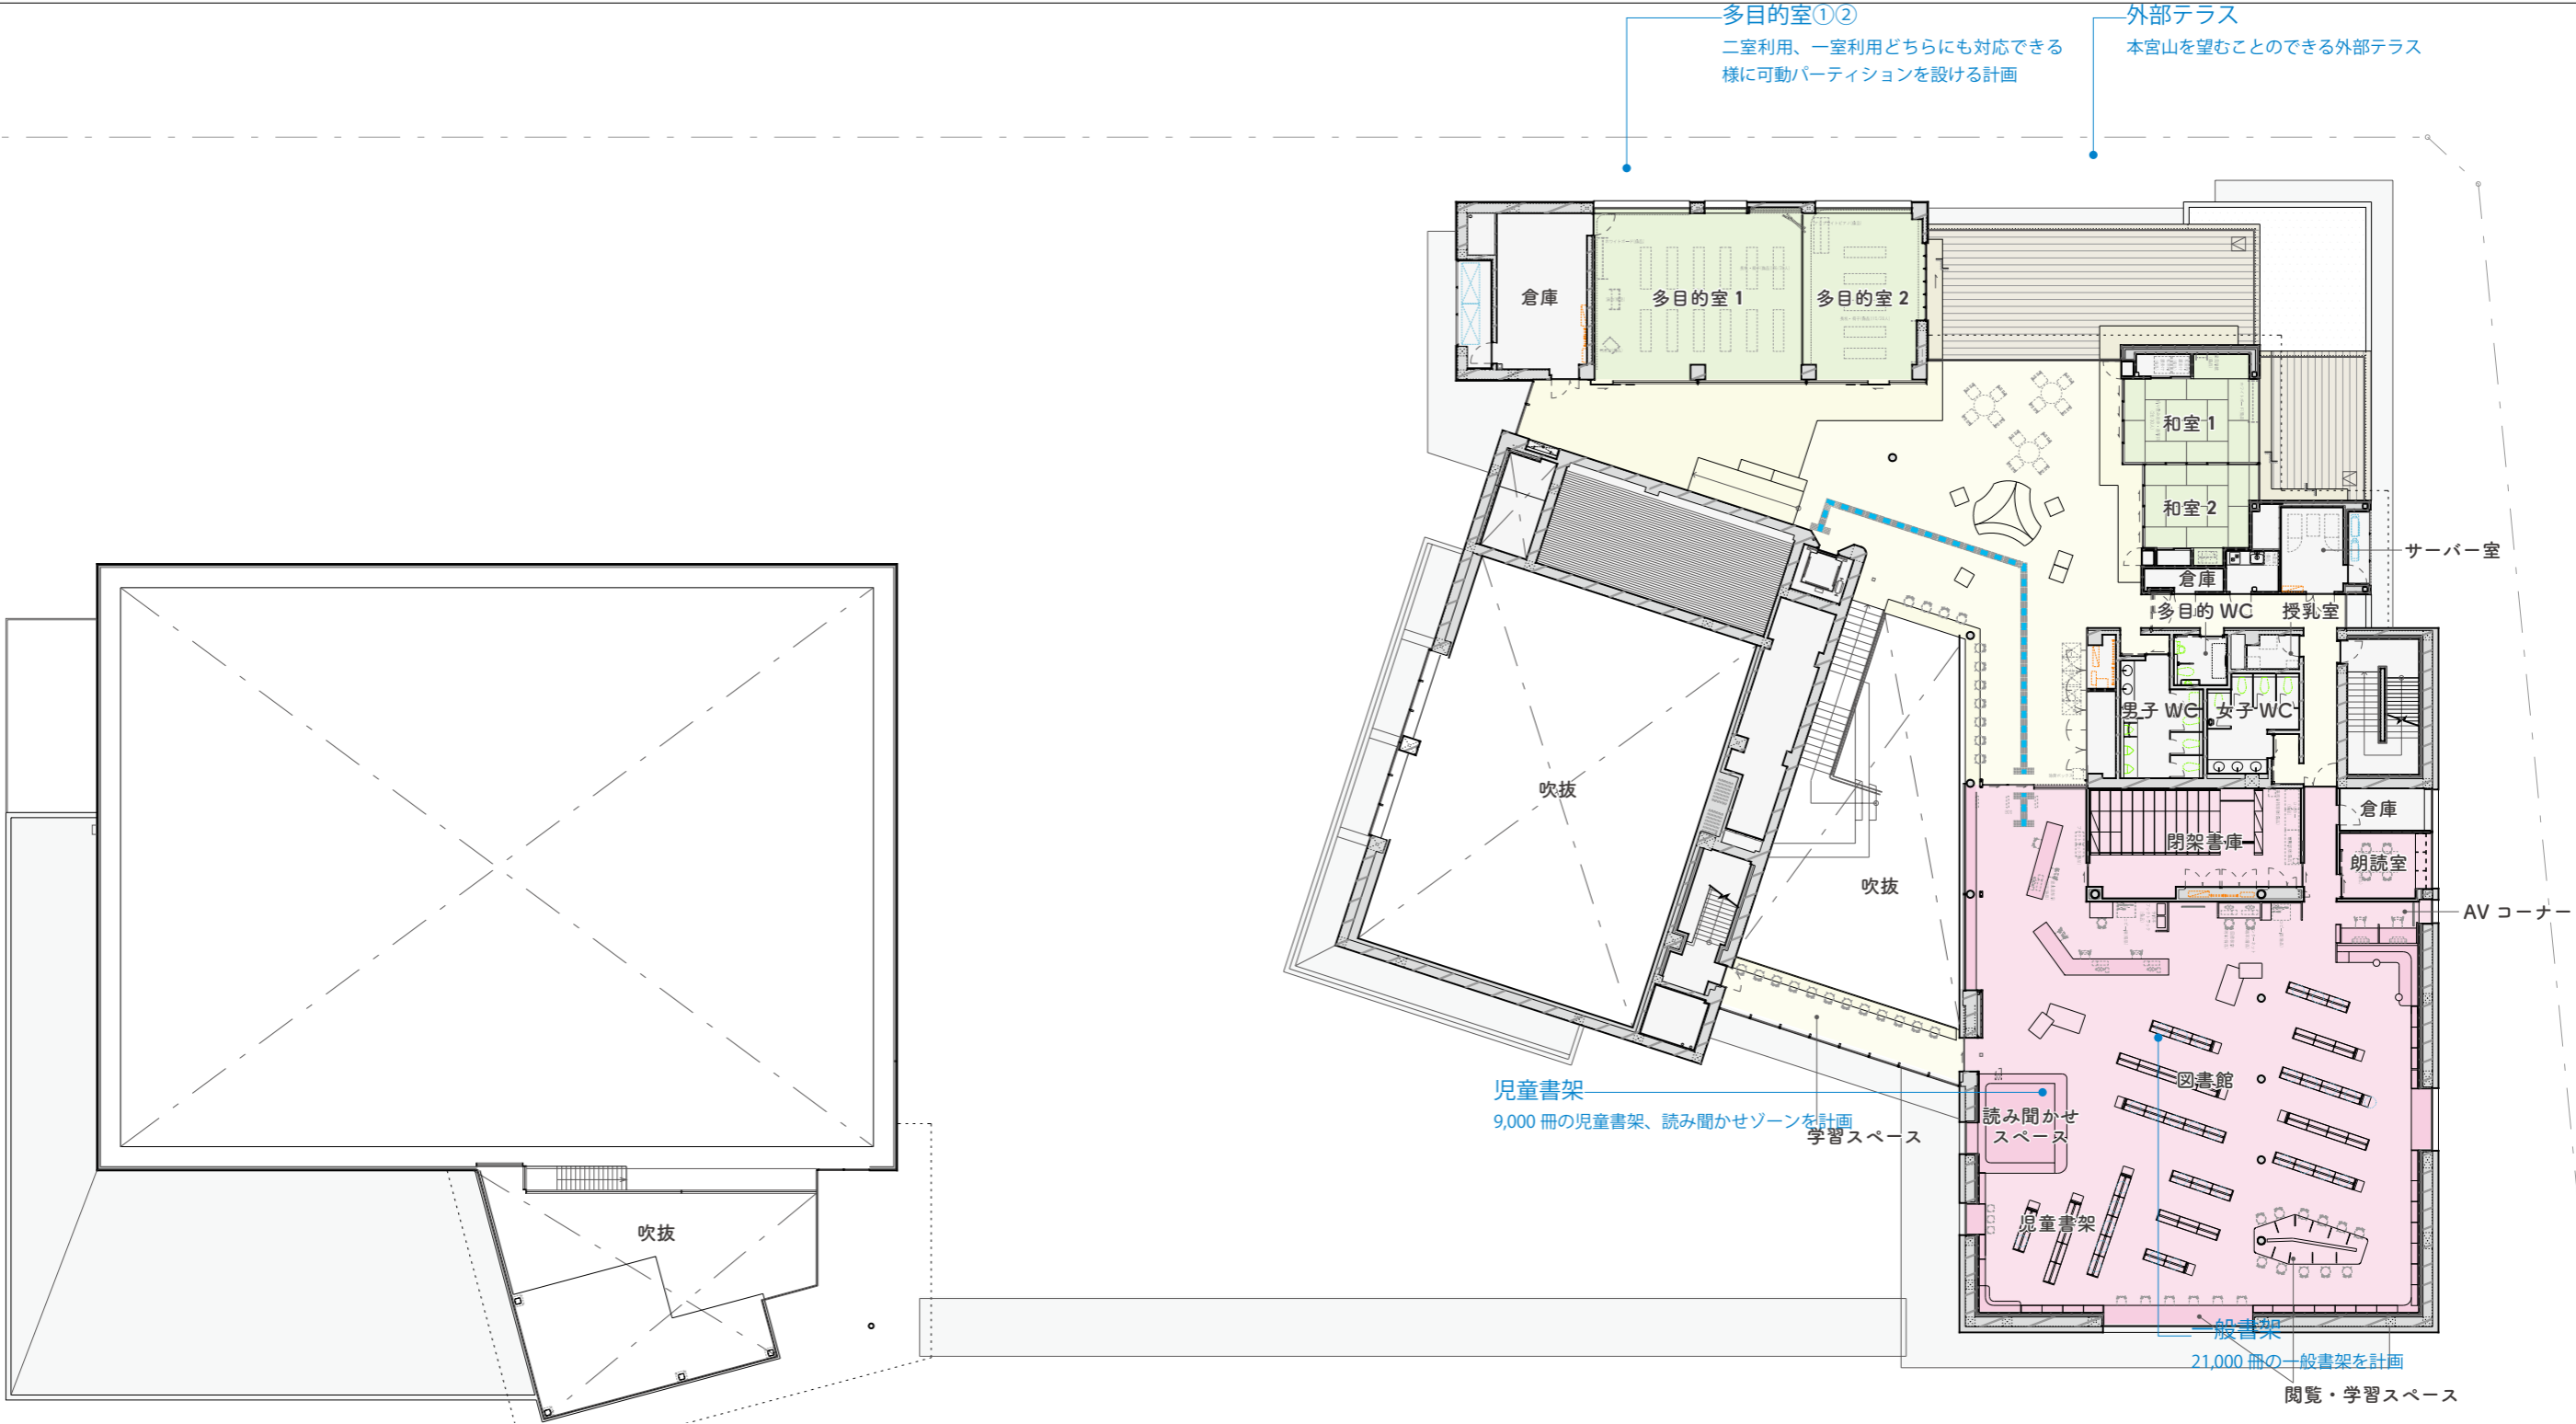 多目的室①②
二室利用、一室利用どちらにも対応できる
様に可動パーティションを設ける計画
外部テラス
本宮山を望むことのできる外部テラス
倉庫
多目的室 1
多目的室 2
和室 1
和室 2
サーバー室
倉庫
多目的 WC
授乳室
男子 WC
女子 WC
吹抜
吹抜
閉架書庫
倉庫
朗読室
AV コーナー
図書館
児童書架
9,000 冊の児童書架、読み聞かせゾーンを計画
学習スペース
読み聞かせ
スペース
児童書架
吹抜
一般書架
21,000 冊の一般書架を計画
閲覧・学習スペース